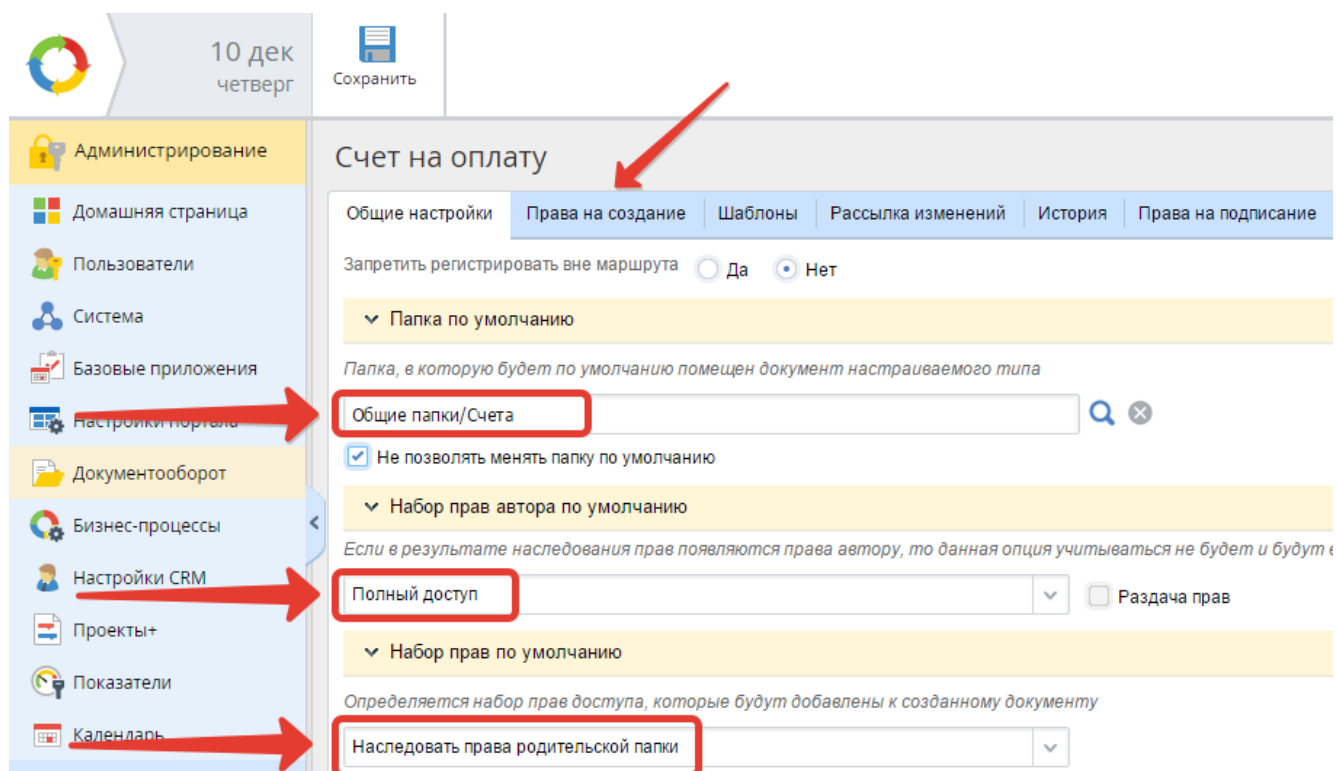 10 дек
четверг
Сохранить
Администрирование
Домашняя страница
Пользователи
Система
Базовые приложения
Настройки портала
Документооборот
Бизнес-процессы
Настройки CRM
Проекты+
Показатели
Календарь
Счет на оплату
Общие настройки Права на создание Шаблоны Рассылка изменений История Права на подписание
Запретить регистрировать вне маршрута Да Нет
Папка по умолчанию
Папка, в которую будет по умолчанию помещен документ настраиваемого типа
Общие папки/Счета
Не позволять менять папку по умолчанию
Набор прав автора по умолчанию
Если в результате наследования прав появляются права автору, то данная опция учитываться не будет и будут
Полный доступ Раздача прав
Набор прав по умолчанию
Определяется набор прав доступа, которые будут добавлены к созданному документу
Наследовать права родительской папки